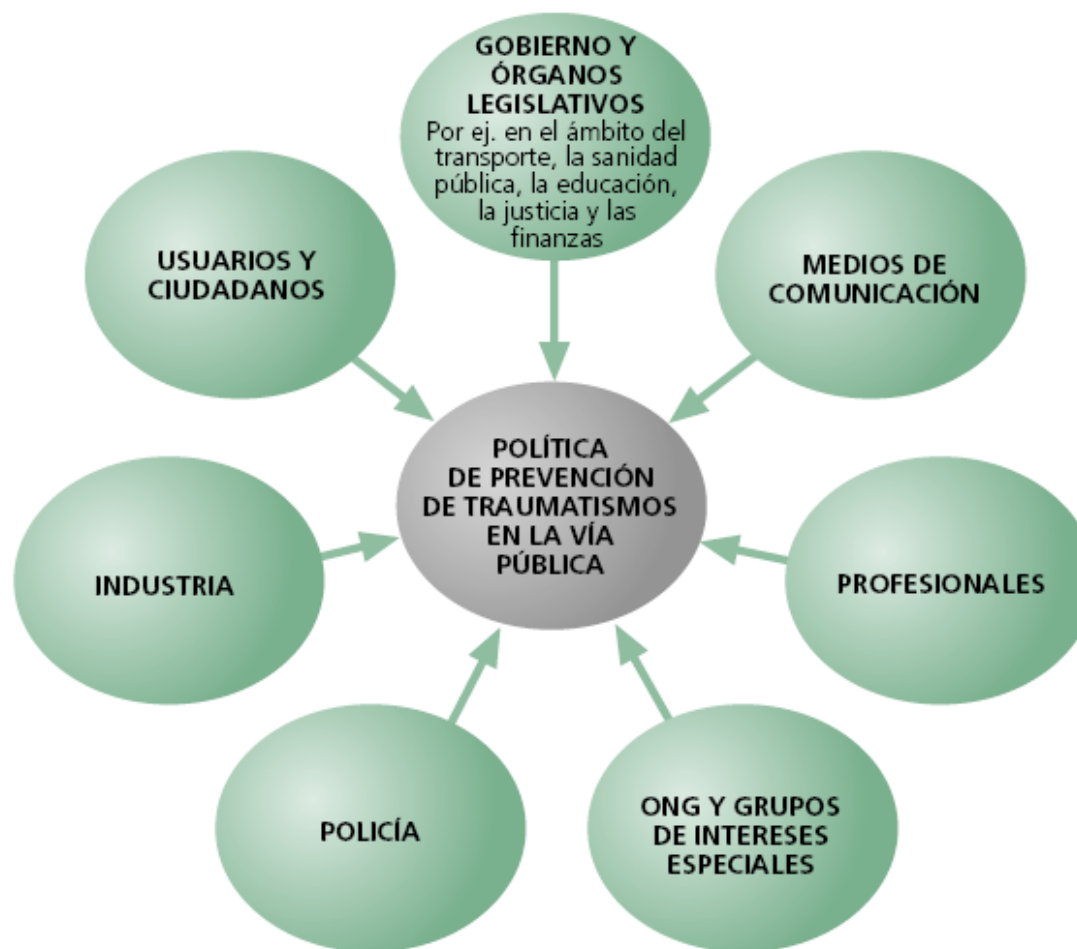 GOBIERNO Y
ÓRGANOS
LEGISLATIVOS
Por ej. en el ámbito del
transporte, la sanidad
pública, la educación,
la justicia y las
finanzas
USUARIOS Y
CIUDADANOS
MEDIOS DE
COMUNICACIÓN
POLÍTICA
DE PREVENCIÓN
DE TRAUMATISMOS
EN LA VÍA
PÚBLICA
INDUSTRIA
PROFESIONALES
POLICÍA
ONG Y GRUPOS
DE INTERESES
ESPECIALES